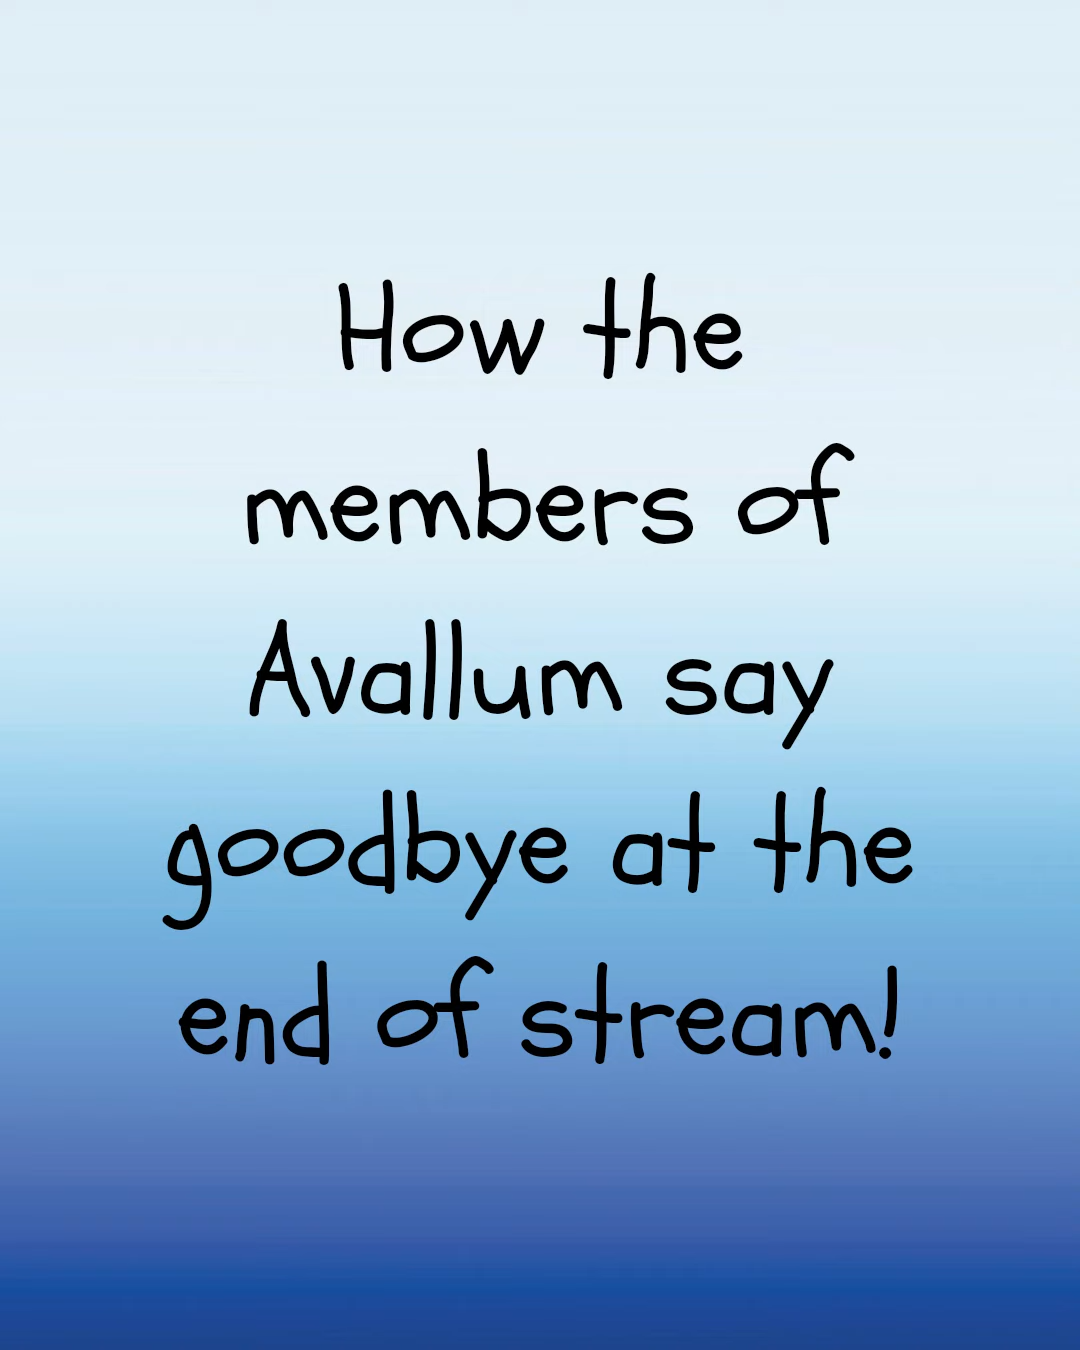 How the
members of
Avallum say
goodbye at the
end of stream!